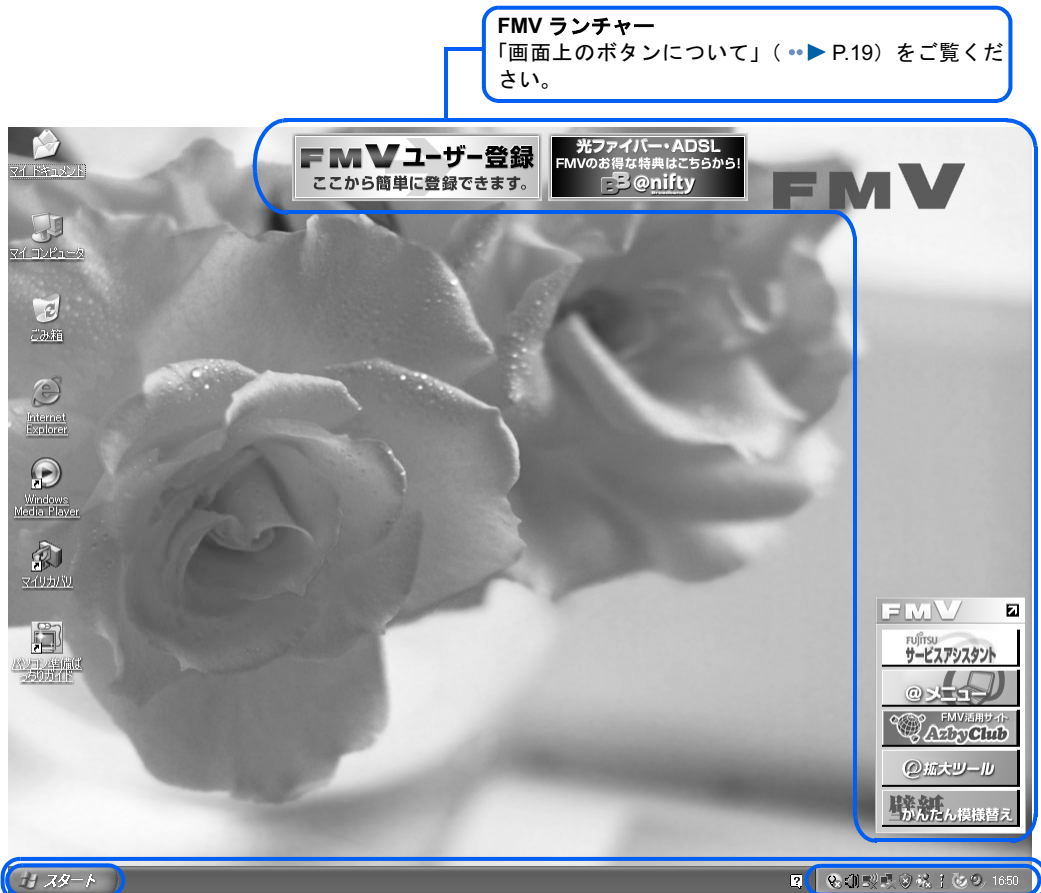 FMV ランチャー
「画面上のボタンについて」( ••▶ P.19) をご覧くだ
さい。
FMVユーザー登録
ここから簡単に登録できます。
光ファイバー・ADSL
FMVのお得な特典はこちらから!
BB @nifty
Broadband
FMV
マイ ドキュメント
マイ コンピュータ
ごみ箱
Internet
Explorer
Windows
Media Player
マイリカバリ
パソコン準備ば
っちりガイド
FMV
FUJITSU
サービスアシスタント
@メニュー
FMV活用サイト
AzbyClub
@拡大ツール
壁紙
かんたん模様替え
スタート
16:50